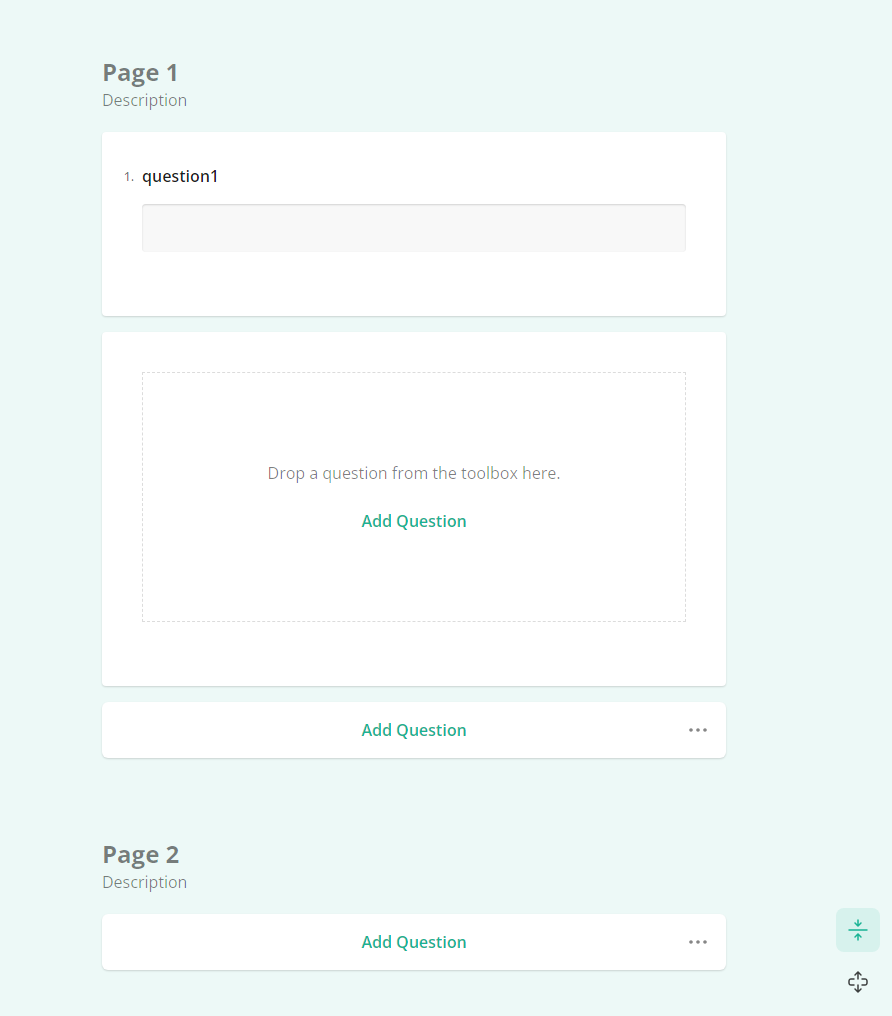 Page 1
Description
1. question1
Drop a question from the toolbox here.
Add Question
Add Question
Page 2
Description
Add Question